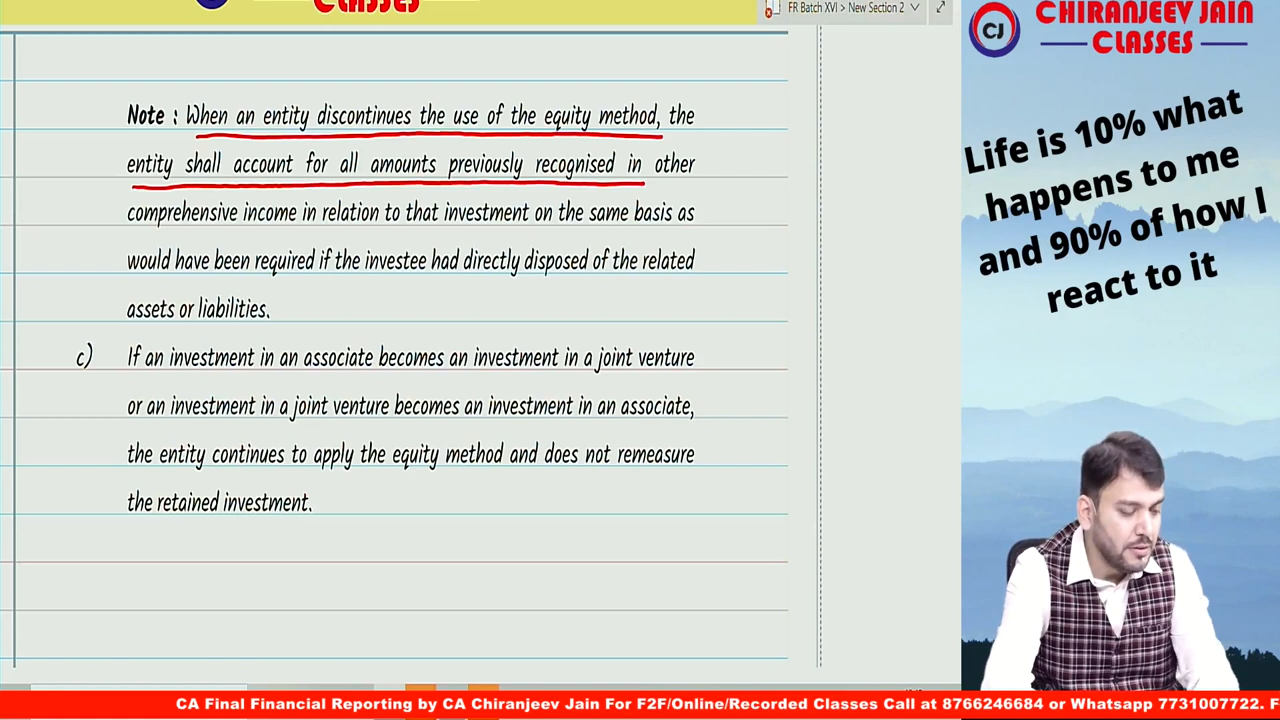 CLASSES
FR Batch XVI > New Section 2
CJ
CHIRANJEEV JAIN
CLASSES
Note : When an entity discontinues the use of the equity method, the
entity shall account for all amounts previously recognised in other
comprehensive income in relation to that investment on the same basis as
would have been required if the investee had directly disposed of the related
assets or liabilities.
c) If an investment in an associate becomes an investment in a joint venture
or an investment in a joint venture becomes an investment in an associate,
the entity continues to apply the equity method and does not remeasure
the retained investment.
Life is 10% what
happens to me
and 90% of how I
react to it
CA Final Financial Reporting by CA Chiranjeev Jain For F2F/Online/Recorded Classes Call at 8766246684 or Whatsapp 7731007722. F